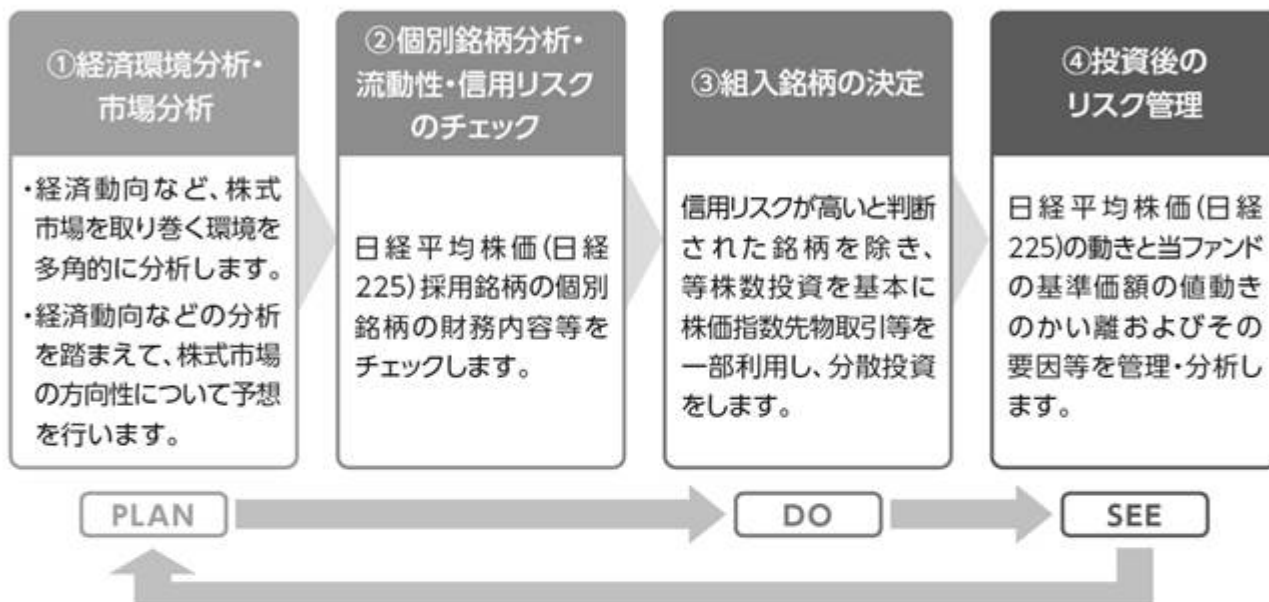 ①経済環境分析・
市場分析
・経済動向など、株式
市場を取り巻く環境を
多角的に分析します。
・経済動向などの分析
を踏まえて、株式市場
の方向性について予想
を行います。
②個別銘柄分析・
流動性・信用リスク
のチェック
日経平均株価(日経
225)採用銘柄の個別
銘柄の財務内容等を
チェックします。
③組入銘柄の決定
信用リスクが高いと判断
された銘柄を除き、
等株数投資を基本に
株価指数先物取引等を
一部利用し、分散投資
をします。
④投資後の
リスク管理
日経平均株価(日経
225)の動きと当ファンド
の基準価額の値動き
のかい離およびその
要因等を管理・分析し
ます。
PLAN
DO
SEE